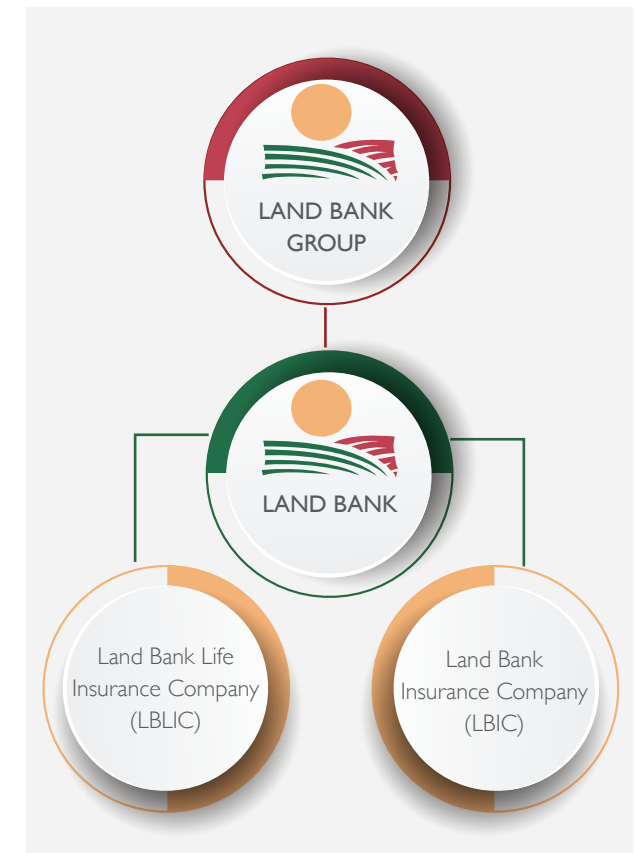 LAND BANK
GROUP
LAND BANK
Land Bank Life
Insurance Company
(LBLIC)
Land Bank
Insurance Company
(LBIC)